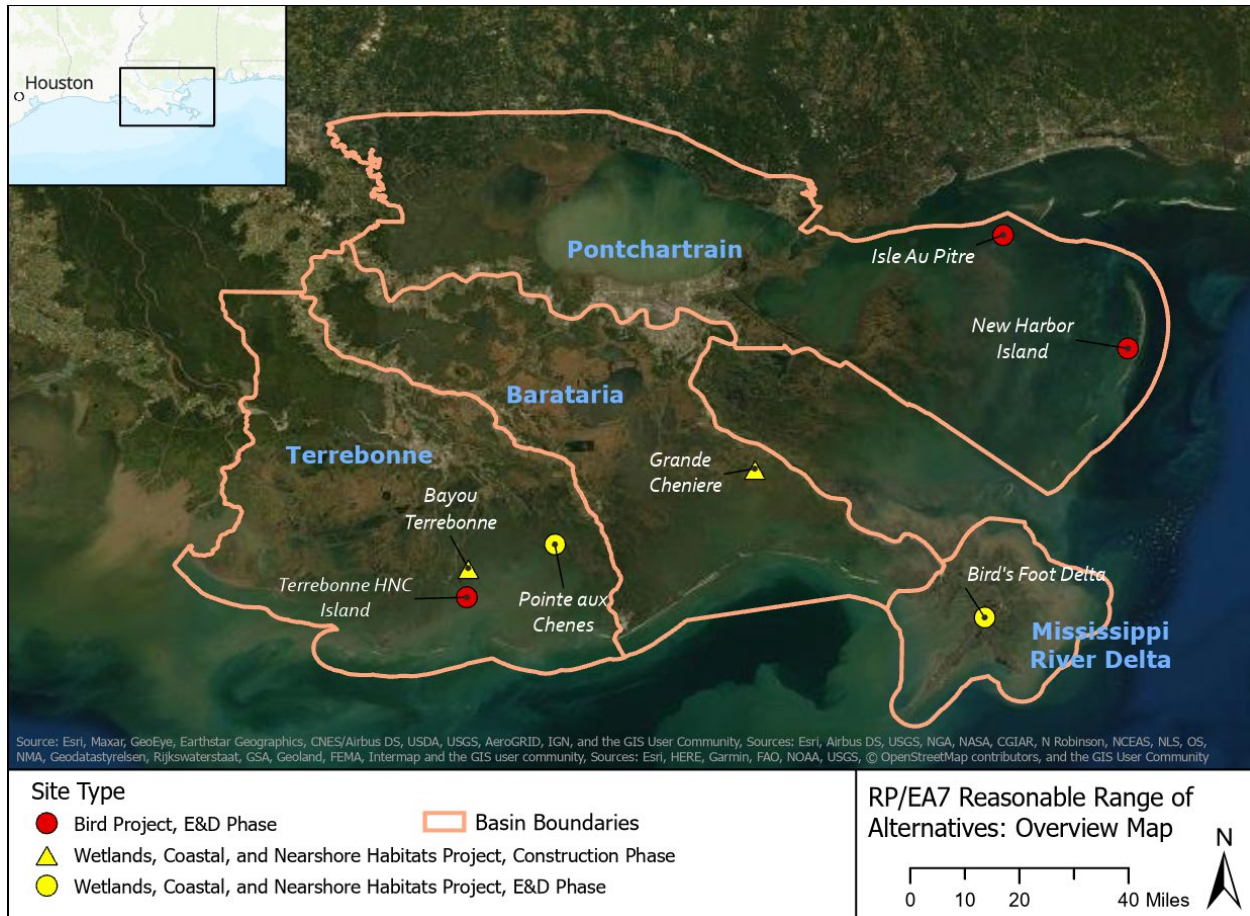 Houston
Pontchartrain
Isle Au Pitre
New Harbor
Island
Barataria
Terrebonne
Grande
Cheniere
Bayou
Terrebonne
Terrebonne HNC
Island
Pointe aux
Chenes
Bird's Foot Delta
Mississippi
River Delta
Source: Esri, Maxar, GeoEye, Earthstar Geographics, CNES/Airbus DS, USDA, USGS, AeroGRID, IGN, and the GIS User Community, Sources: Esri, Airbus DS, USGS, NGA, NASA, CGIAR, N Robinson, NCEAS, NLS, OS,
NMA, Geodatastyrelsen, Rijkswaterstaat, GSA, Geoland, FEMA, Intermap and the GIS user community, Sources: Esri, HERE, Garmin, FAO, NOAA, USGS, © OpenStreetMap contributors, and the GIS User Community
Site Type
Bird Project, E&D Phase
Basin Boundaries
Wetlands, Coastal, and Nearshore Habitats Project, Construction Phase
Wetlands, Coastal, and Nearshore Habitats Project, E&D Phase
RP/EA7 Reasonable Range of
Alternatives: Overview Map
N
0 10 20 40 Miles